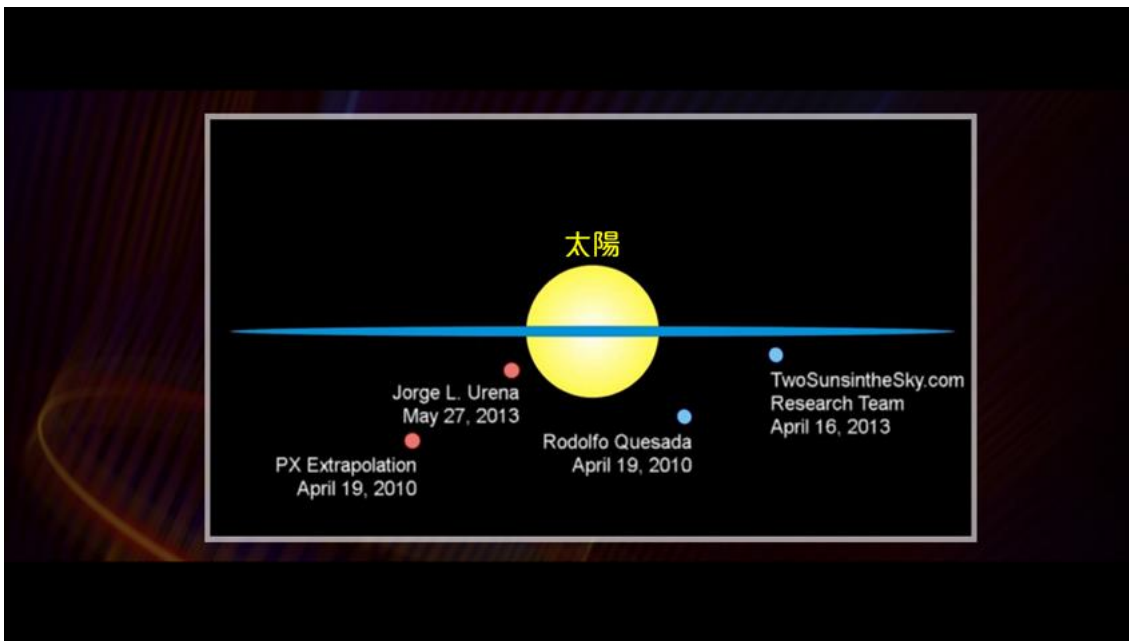 太陽
Jorge L. Urena
May 27, 2013
PX Extrapolation
April 19, 2010
Rodolfo Quesada
April 19, 2010
TwoSunsintheSky.com
Research Team
April 16, 2013